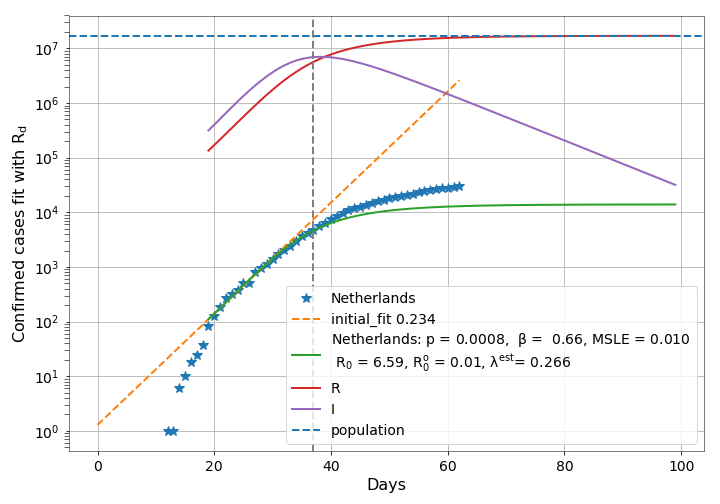 Confirmed cases fit with R_d
10^7
10^6
10^5
10^4
10^3
10^2
10^1
10^0
Netherlands
initial_fit 0.234
Netherlands: p = 0.0008, β = 0.66, MSLE = 0.010
R_0 = 6.59, R_0^o = 0.01, λ^est= 0.266
R
I
population
0 20 40 60 80 100
Days